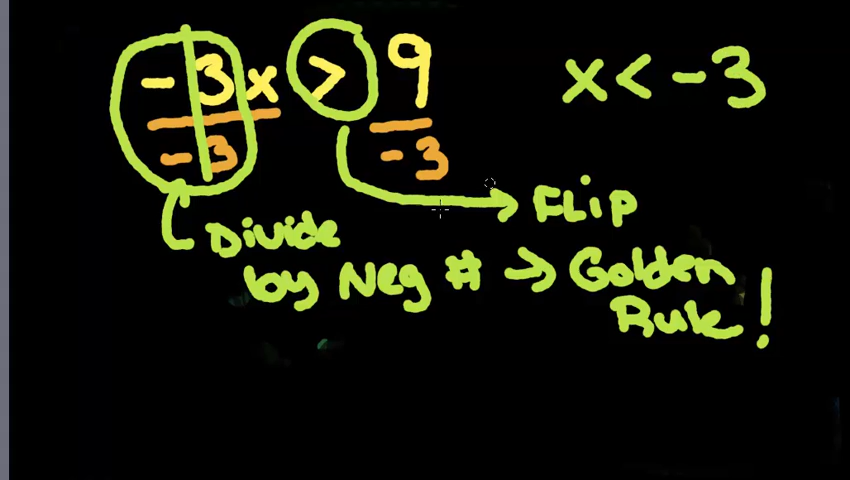 -3x > 9 x < -3
-3 -3
FLip
Divide
by Neg # → Golden
Rule!